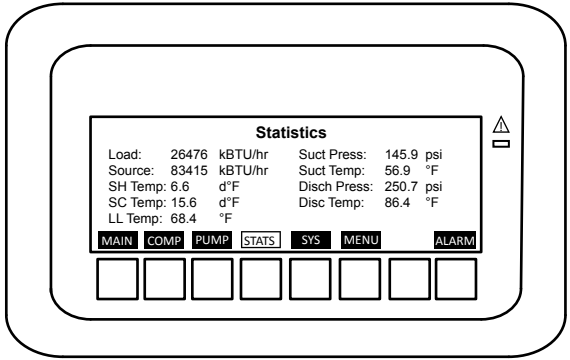 Statistics
Load: 26476 kBTU/hr Suct Press: 145.9 psi
Source: 83415 kBTU/hr Suct Temp: 56.9 °F
SH Temp: 6.6 d°F Disch Press: 250.7 psi
SC Temp: 15.6 d°F Disc Temp: 86.4 °F
LL Temp: 68.4 °F
MAIN COMP PUMP STATS SYS MENU ALARM